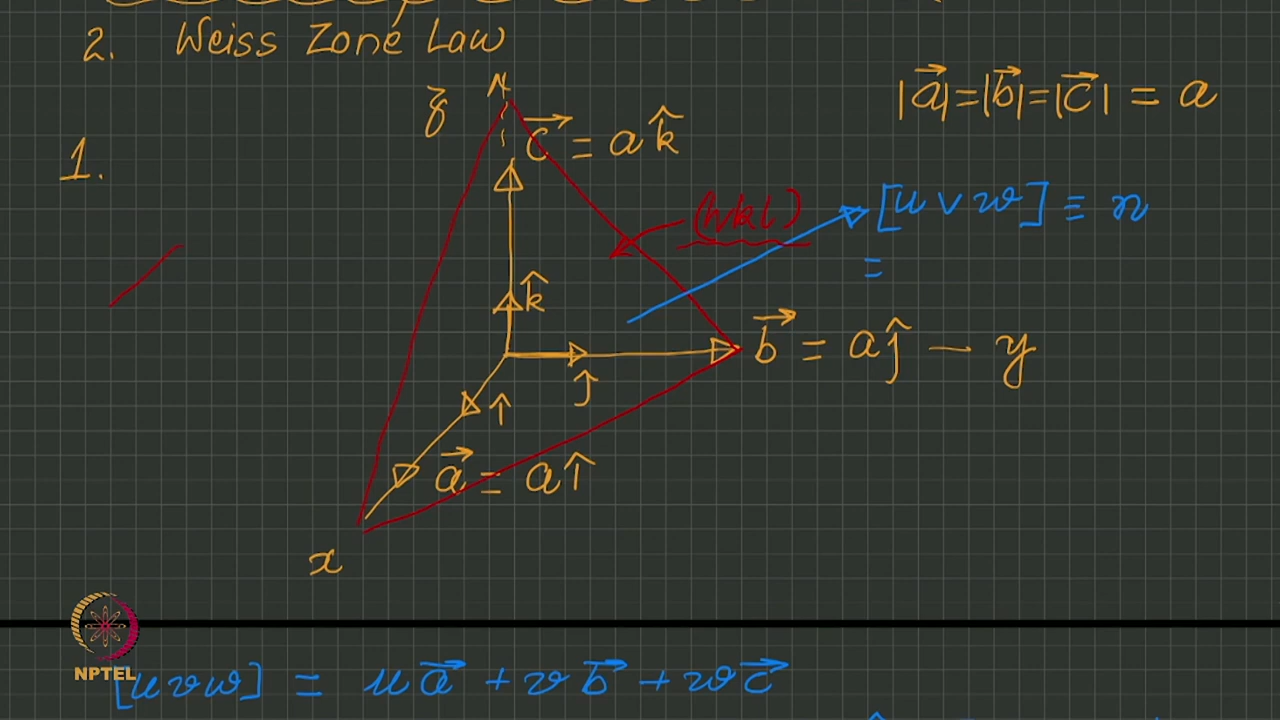 2. Weiss Zone Law
|a⃗| = |b⃗| = |c⃗| = a
z
c⃗ = a k̂
1.
(hkl)
[u v w] ≡ n
=
k̂
b⃗ = a ĵ — y
ĵ
î
a⃗ = a î
x
NPTEL
[u v w] = u a⃗ + v b⃗ + w c⃗